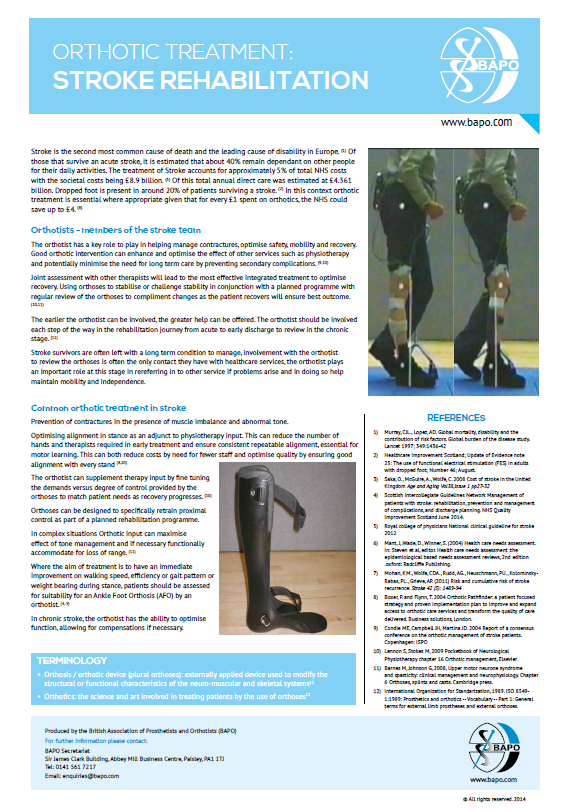 ORTHOTIC TREATMENT:
STROKE REHABILITATION
BAPO
www.bapo.com
Stroke is the second most common cause of death and the leading cause of disability in Europe. (1) Of
those that survive an acute stroke, it is estimated that about 40% remain dependant on other people
for their daily activities. The treatment of Stroke accounts for approximately 5% of total NHS costs
with the societal costs being £8.9 billion. (3) Of this total annual direct care was estimated at £4.361
billion. Dropped foot is present in around 20% of patients surviving a stroke. (2) In this context orthotic
treatment is essential where appropriate given that for every £1 spent on orthotics, the NHS could
save up to £4. (8)
Orthotists - members of the stroke team
The orthotist has a key role to play in helping manage contractures, optimise safety, mobility and recovery.
Good orthotic intervention can enhance and optimise the effect of other services such as physiotherapy
and potentially minimise the need for long term care by preventing secondary complications. (9,10)
Joint assessment with other therapists will lead to the most effective integrated treatment to optimise
recovery. Using orthoses to stabilise or challenge stability in conjunction with a planned programme with
regular review of the orthoses to compliment changes as the patient recovers will ensure best outcome.
(10,11)
The earlier the orthotist can be involved, the greater help can be offered. The orthotist should be involved
each step of the way in the rehabilitation journey from acute to early discharge to review in the chronic
stage. (11)
Stroke survivors are often left with a long term condition to manage, involvement with the orthotist
to review the orthoses is often the only contact they have with healthcare services, the orthotist plays
an important role at this stage in rereferring in to other service if problems arise and in doing so help
maintain mobility and independence.
Common orthotic treatment in stroke
Prevention of contractures in the presence of muscle imbalance and abnormal tone.
Optimising alignment in stance as an adjunct to physiotherapy input. This can reduce the number of
hands and therapists required in early treatment and ensure consistent repeatable alignment, essential for
motor learning. This can both reduce costs by need for fewer staff and optimise quality by ensuring good
alignment with every stand (8,10)
The orthotist can supplement therapy input by fine tuning
the demands versus degree of control provided by the
orthoses to match patient needs as recovery progresses. (10)
Orthoses can be designed to specifically retrain proximal
control as part of a planned rehabilitation programme.
In complex situations Orthotic input can maximise
effect of tone management and if necessary functionally
accommodate for loss of range. (11)
Where the aim of treatment is to have an immediate
improvement on walking speed, efficiency or gait pattern or
weight bearing during stance, patients should be assessed
for suitability for an Ankle Foot Orthosis (AFO) by an
orthotist. (4,5)
In chronic stroke, the orthotist has the ability to optimise
function, allowing for compensations if necessary.
TERMINOLOGY
• Orthosis / orthotic device (plural orthoses): externally applied device used to modify the
structural or functional characteristics of the neuro-muscular and skeletal systems12
• Orthotics: the science and art involved in treating patients by the use of orthoses12
REFERENCES
1) Murray, CJL., Lopez, AD. Global mortality, disability and the
contribution of risk factors. Global burden of the disease study.
Lancet 1997; 349:1436-42
2) Healthcare Improvement Scotland; Update of Evidence note
25: The use of functional electrical stimulation (FES) in adults
with dropped foot; Number 46; August.
3) Saka, O., McGuire, A., Wolfe, C. 2008 Cost of stroke in the United
Kingdom Age and Aging Vol38,Issue 1 pp27-32
4) Scottish Intercollegiate Guidelines Network Management of
patients with stroke: rehabilitation, prevention and management
of complications, and discharge planning. NHS Quality
Improvement Scotland June 2014.
5) Royal college of physicians National clinical guideline for stroke
2012
6) Mant, J., Wade, D., Winner, S. (2004) Health care needs assessment.
in: Steven et al, editor. Health care needs assessment: the
epidemiological based needs assessment reviews, 2nd edition
.oxford: Radcliffe Publishing.
7) Mohan, KM., Wolfe, CDA., Rudd, AG., Heuschmann, PU., Kolominsky-
Rabas, PL., Grieve, AP. (2011) Risk and cumulative risk of stroke
recurrence. Stroke 42 (5): 1489-94
8) Boxer, P. and Flynn, T. 2004 Orthotic Pathfinder: a patient focused
strategy and proven implementation plan to improve and expand
access to orthotic care services and transform the quality of care
delivered. Business solutions, London.
9) Condie ME, Campbell JH, Martina JD. 2004 Report of a consensus
conference on the orthotic management of stroke patients.
Copenhagen: ISPO
10) Lennon S, Stokes M, 2009 Pocketbook of Neurological
Physiotherapy chapter 16 Orthotic management, Elsevier
11) Barnes M, Johnson G, 2008, Upper motor neurone syndrome
and spasticity: clinical management and neurophysiology. Chapter
6 Orthoses, splints and casts. Cambridge press.
12) International Organization for Standarization, 1989. ISO 8549-
1:1989: Prosthetics and orthotics -- Vocabulary -- Part 1: General
terms for external limb prostheses and external orthoses.
Produced by the British Association of Prosthetists and Orthotists (BAPO)
For further information please contact:
BAPO Secretariat
Sir James Clark Building, Abbey Mill Business Centre, Paisley, PA1 1TJ
Tel: 0141 561 7217
Email: enquiries@bapo.com
BAPO
www.bapo.com
© All rights reserved. 2014